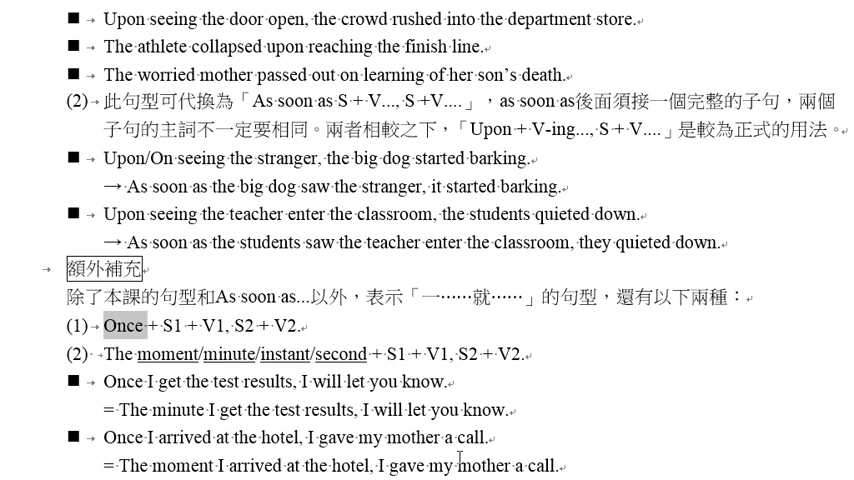 ■ → Upon seeing the door open, the crowd rushed into the department store.
■ → The athlete collapsed upon reaching the finish line.
■ → The worried mother passed out on learning of her son's death.
(2) 此句型可代換為「As soon as S + V..., S +V....」，as soon as後面須接一個完整的子句，兩個
子句的主詞不一定要相同。兩者相較之下，「Upon + V-ing..., S + V....」是較為正式的用法。
■ → Upon/On seeing the stranger, the big dog started barking.
→ As soon as the big dog saw the stranger, it started barking.
■ → Upon seeing the teacher enter the classroom, the students quieted down.
→ As soon as the students saw the teacher enter the classroom, they quieted down.
額外補充
除了本課的句型和As soon as...以外，表示「一……就……」的句型，還有以下兩種：
(1) Once + S1 + V1, S2 + V2.
(2) The moment/minute/instant/second + S1 + V1, S2 + V2.
■ → Once I get the test results, I will let you know.
= The minute I get the test results, I will let you know.
■ → Once I arrived at the hotel, I gave my mother a call.
= The moment I arrived at the hotel, I gave my mother a call.